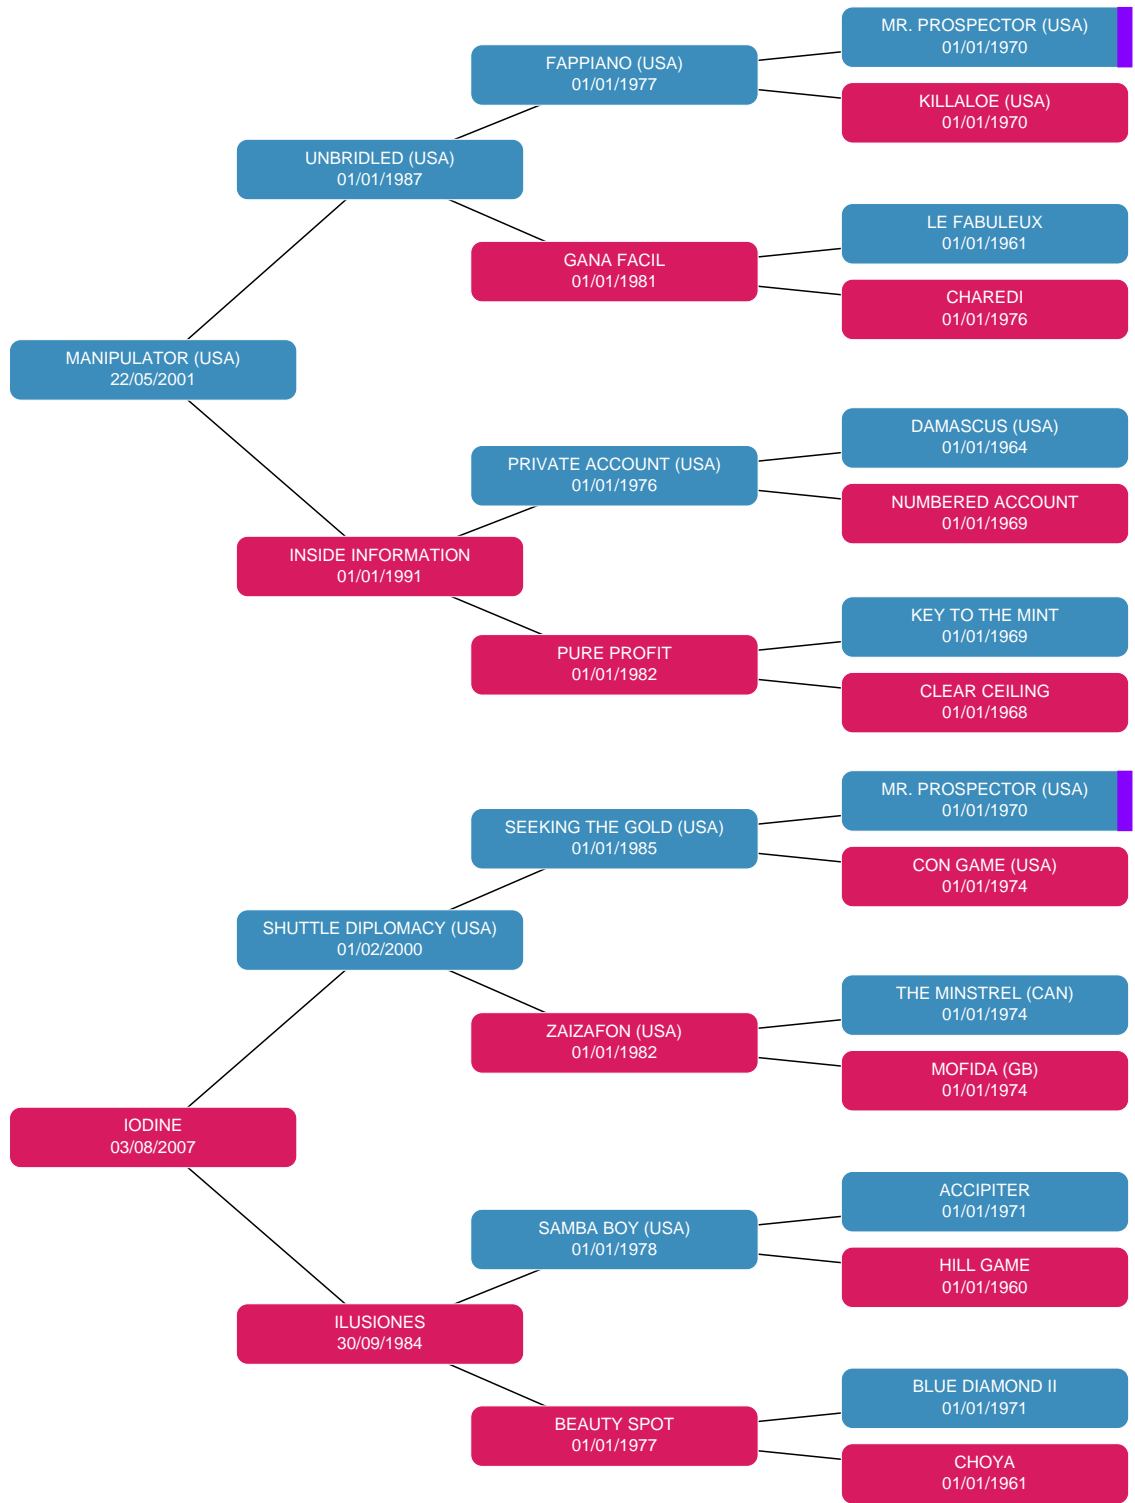 MR. PROSPECTOR (USA)
01/01/1970
FAPPIANO (USA)
01/01/1977
KILLALOE (USA)
01/01/1970
UNBRIDLED (USA)
01/01/1987
LE FABULEUX
01/01/1961
GANA FACIL
01/01/1981
CHAREDI
01/01/1976
MANIPULATOR (USA)
22/05/2001
DAMASCUS (USA)
01/01/1964
PRIVATE ACCOUNT (USA)
01/01/1976
NUMBERED ACCOUNT
01/01/1969
INSIDE INFORMATION
01/01/1991
KEY TO THE MINT
01/01/1969
PURE PROFIT
01/01/1982
CLEAR CEILING
01/01/1968
MR. PROSPECTOR (USA)
01/01/1970
SEEKING THE GOLD (USA)
01/01/1985
CON GAME (USA)
01/01/1974
SHUTTLE DIPLOMACY (USA)
01/02/2000
THE MINSTREL (CAN)
01/01/1974
ZAIZAFON (USA)
01/01/1982
MOFIDA (GB)
01/01/1974
IODINE
03/08/2007
ACCIPITER
01/01/1971
SAMBA BOY (USA)
01/01/1978
HILL GAME
01/01/1960
ILUSIONES
30/09/1984
BLUE DIAMOND II
01/01/1971
BEAUTY SPOT
01/01/1977
CHOYA
01/01/1961